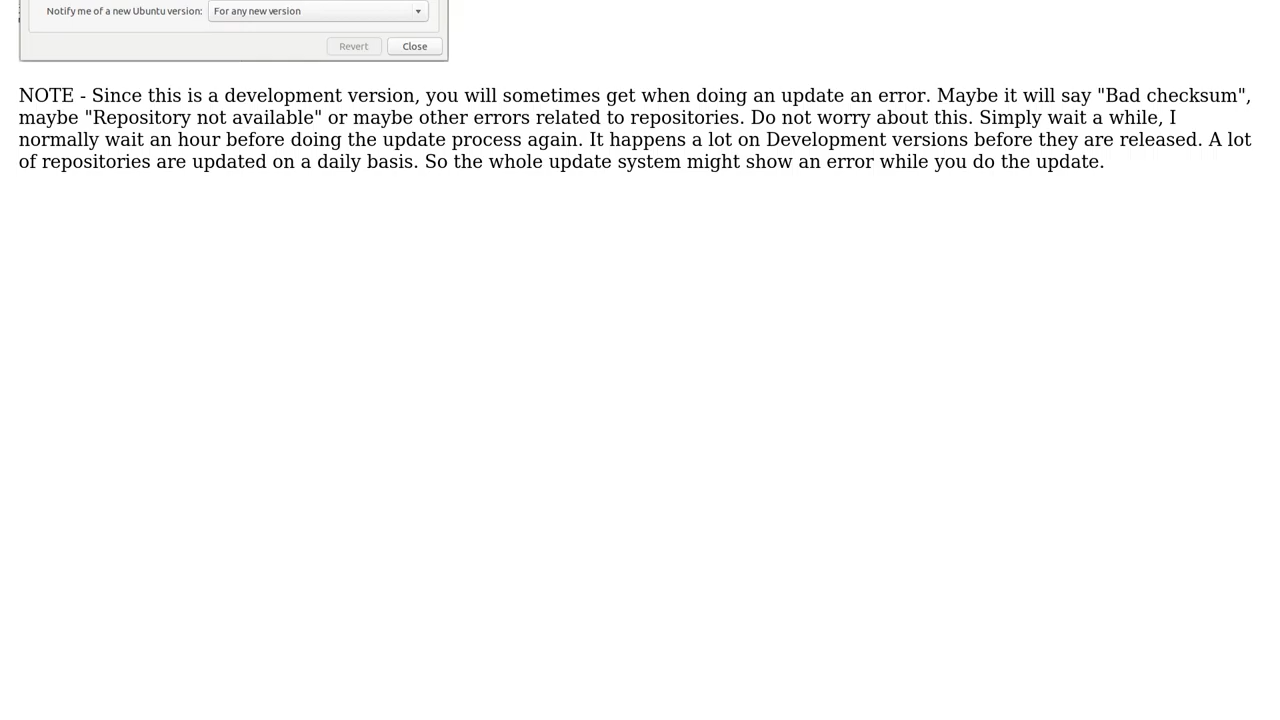 Notify me of a new Ubuntu version: For any new version
Revert Close
NOTE - Since this is a development version, you will sometimes get when doing an update an error. Maybe it will say "Bad checksum",
maybe "Repository not available" or maybe other errors related to repositories. Do not worry about this. Simply wait a while, I
normally wait an hour before doing the update process again. It happens a lot on Development versions before they are released. A lot
of repositories are updated on a daily basis. So the whole update system might show an error while you do the update.